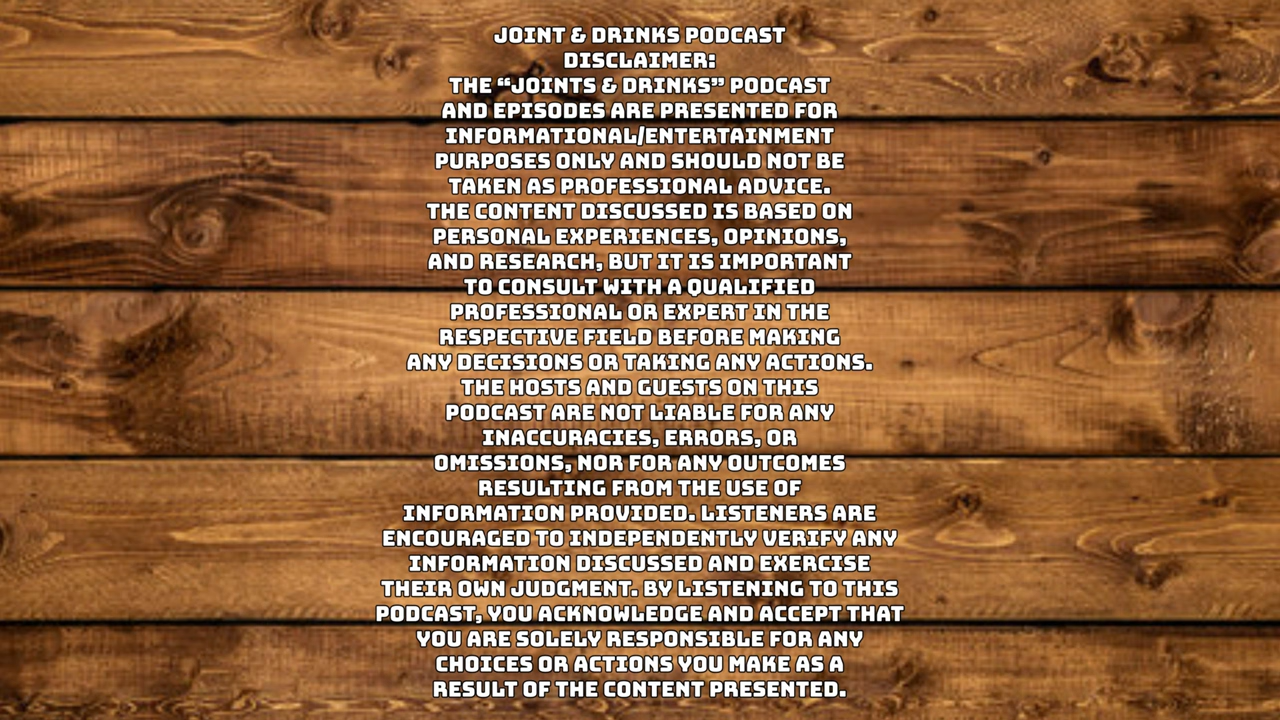 JOINT & DRINKS PODCAST
DISCLAIMER:
THE “JOINTS & DRINKS” PODCAST
AND EPISODES ARE PRESENTED FOR
INFORMATIONAL/ENTERTAINMENT
PURPOSES ONLY AND SHOULD NOT BE
TAKEN AS PROFESSIONAL ADVICE.
THE CONTENT DISCUSSED IS BASED ON
PERSONAL EXPERIENCES, OPINIONS,
AND RESEARCH, BUT IT IS IMPORTANT
TO CONSULT WITH A QUALIFIED
PROFESSIONAL OR EXPERT IN THE
RESPECTIVE FIELD BEFORE MAKING
ANY DECISIONS OR TAKING ANY ACTIONS.
THE HOSTS AND GUESTS ON THIS
PODCAST ARE NOT LIABLE FOR ANY
INACCURACIES, ERRORS, OR
OMISSIONS, NOR FOR ANY OUTCOMES
RESULTING FROM THE USE OF
INFORMATION PROVIDED. LISTENERS ARE
ENCOURAGED TO INDEPENDENTLY VERIFY ANY
INFORMATION DISCUSSED AND EXERCISE
THEIR OWN JUDGMENT. BY LISTENING TO THIS
PODCAST, YOU ACKNOWLEDGE AND ACCEPT THAT
YOU ARE SOLELY RESPONSIBLE FOR ANY
CHOICES OR ACTIONS YOU MAKE AS A
RESULT OF THE CONTENT PRESENTED.